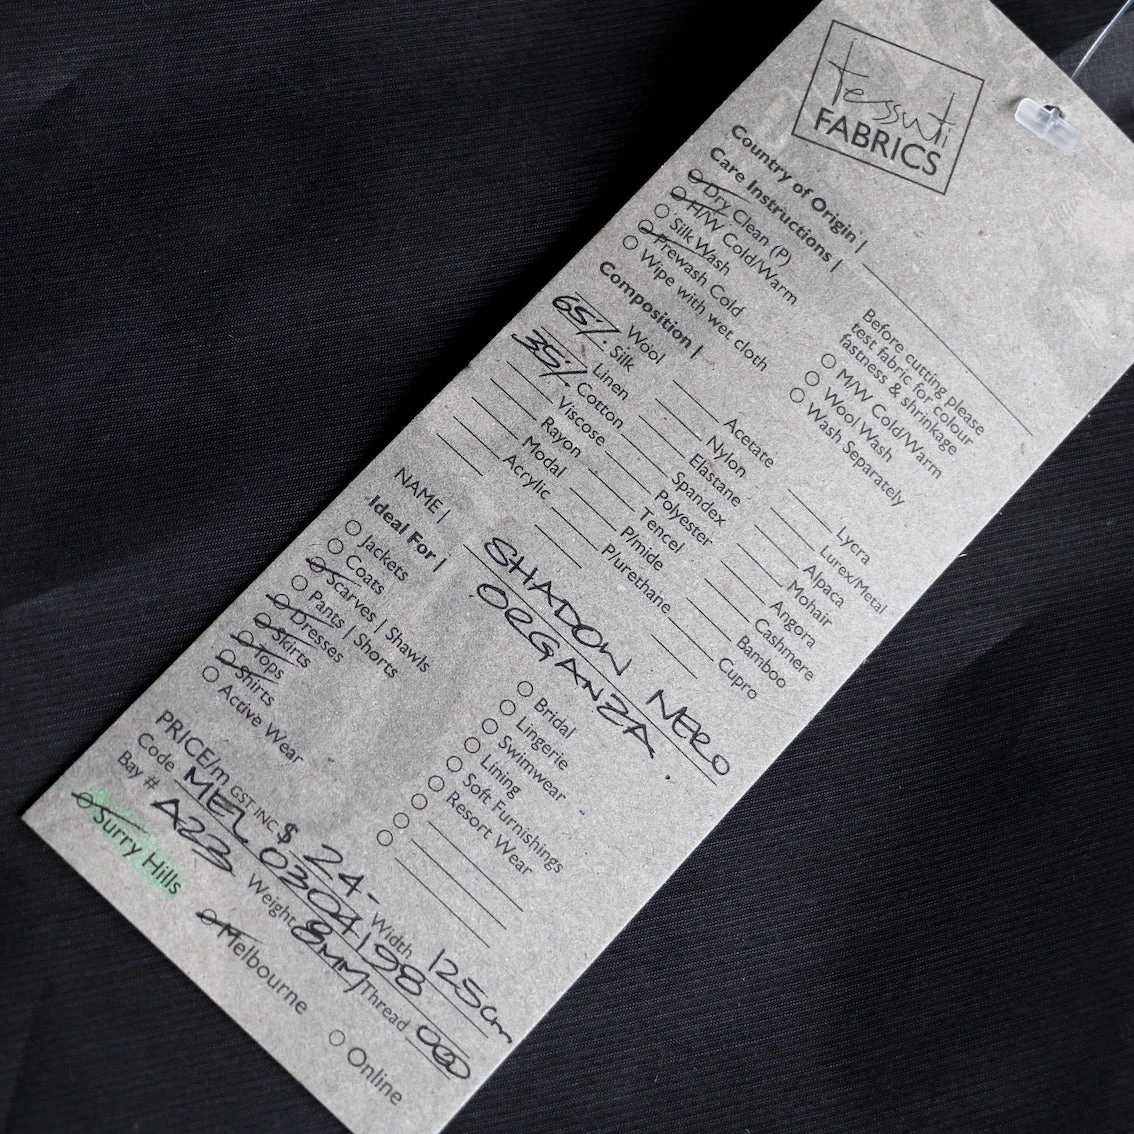 tessuti
FABRICS
Country of Origin |
Care Instructions |
Dry Clean (P)
H/W Cold/Warm
Silk Wash
Prewash Cold
Wipe with wet cloth
Before cutting please
test fabric for colour
fastness & shrinkage
M/W Cold/Warm
Wool Wash
Wash Separately
Composition |
Wool
65% Silk
Linen
35% Cotton
Viscose
Rayon
Modal
Acrylic
Acetate
Nylon
Elastane
Spandex
Polyester
Tencel
P/mide
P/urethane
Lycra
Lurex/Metal
Alpaca
Mohair
Angora
Cashmere
Bamboo
Cupro
NAME | SHADOW NERO
ORGANZA.
Ideal For |
Jackets
Coats
Scarves | Shawls
Pants | Shorts
Dresses
Skirts
Tops
Shirts
Active Wear
Bridal
Lingerie
Swimwear
Lining
Soft Furnishings
Resort Wear
PRICE/m GST INC $ 24- Width 125cm
Code MEL 0304.198
Bay # A23 Weight 8MM Thread
Surry Hills Melbourne Online